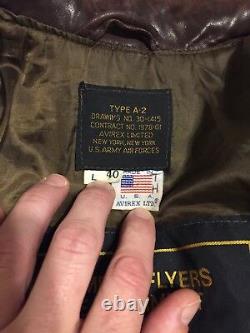 TYPE A-2
DRAWING NO. 30-1415
CONTRACT NO. 1978-01
AVIREX LIMITED
NEW YORK, NEW YORK
U.S. ARMY AIR FORCES
L 40
U.S.A.
AVIREX LTD
FLYERS